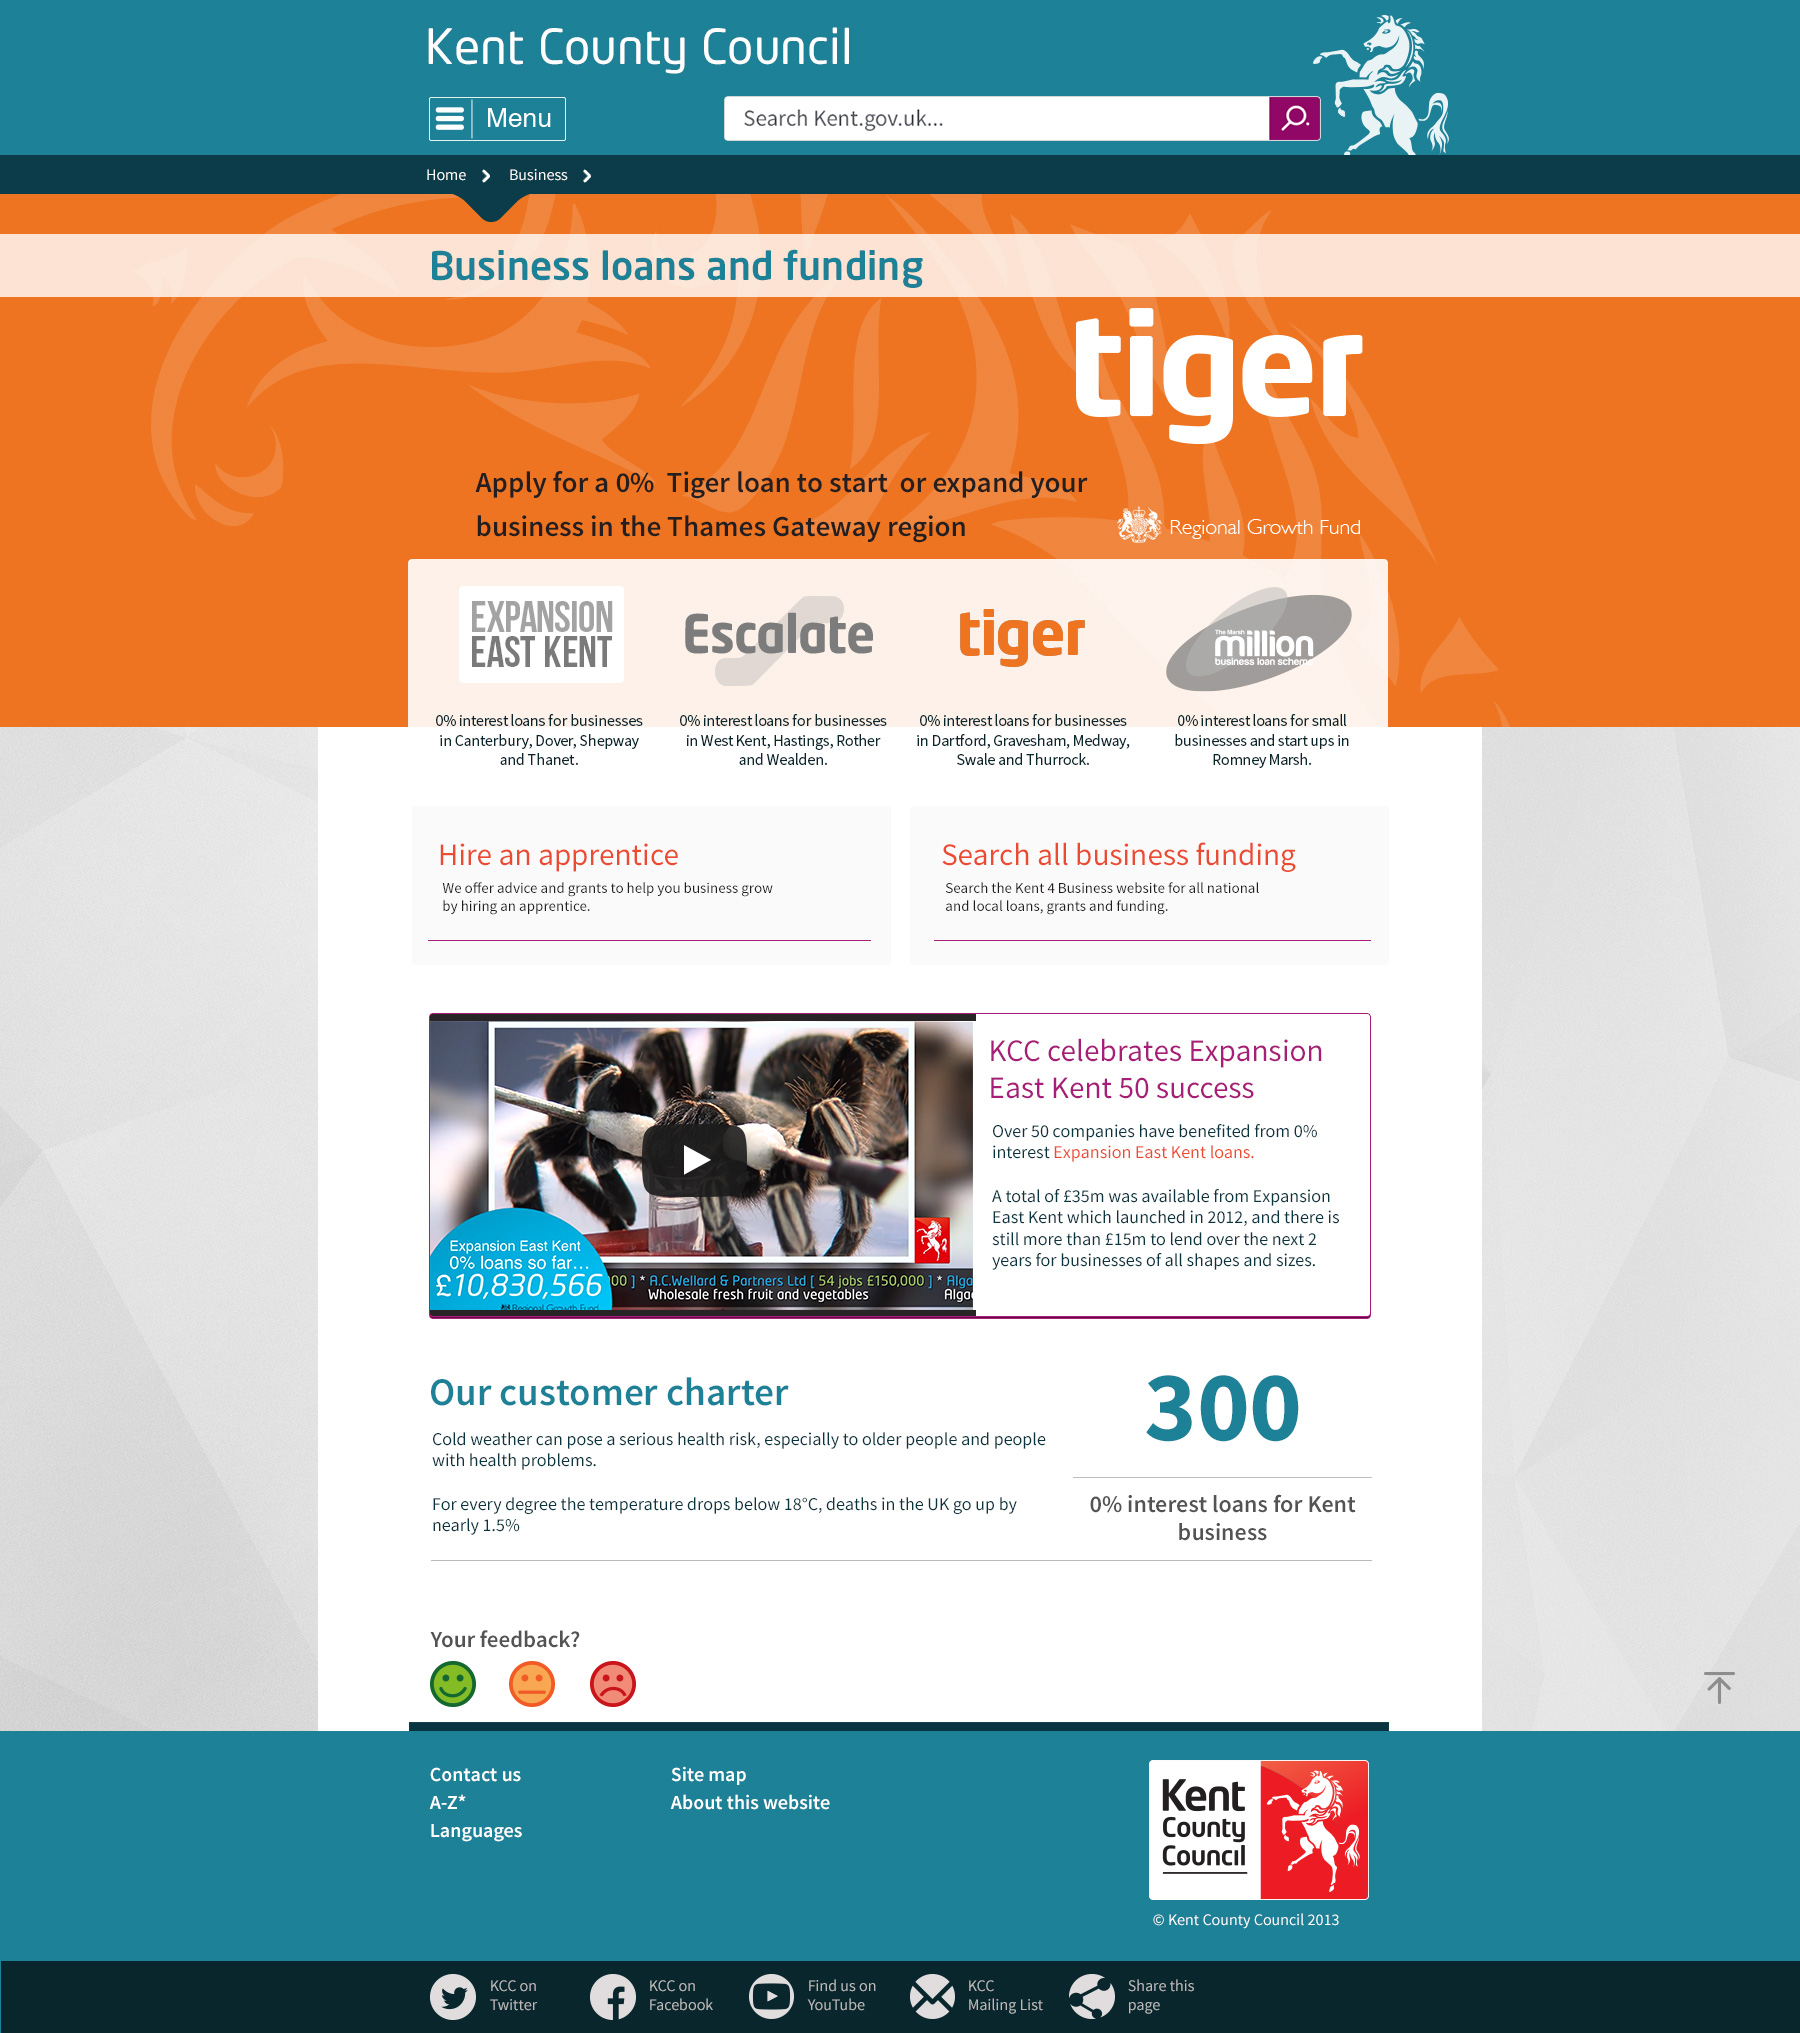 Kent County Council
Menu
Search Kent.gov.uk...
Home
Business
Business loans and funding
tiger
Apply for a 0% Tiger loan to start or expand your
business in the Thames Gateway region
Regional Growth Fund
EXPANSION
EAST KENT
Escalate
tiger
The Marsh
million
business loan scheme
0% interest loans for businesses
in Canterbury, Dover, Shepway
and Thanet.
0% interest loans for businesses
in West Kent, Hastings, Rother
and Wealden.
0% interest loans for businesses
in Dartford, Gravesham, Medway,
Swale and Thurrock.
0% interest loans for small
businesses and start ups in
Romney Marsh.
Hire an apprentice
We offer advice and grants to help you business grow
by hiring an apprentice.
Search all business funding
Search the Kent 4 Business website for all national
and local loans, grants and funding.
Expansion East Kent
0% loans so far...
£10,830,566
Regional Growth Fund
00 ] * A.C.Wellard & Partners Ltd [ 54 jobs £150,000 ] * Alga
Wholesale fresh fruit and vegetables Algae
KCC celebrates Expansion
East Kent 50 success
Over 50 companies have benefited from 0%
interest Expansion East Kent loans.
A total of £35m was available from Expansion
East Kent which launched in 2012, and there is
still more than £15m to lend over the next 2
years for businesses of all shapes and sizes.
Our customer charter
Cold weather can pose a serious health risk, especially to older people and people
with health problems.
For every degree the temperature drops below 18°C, deaths in the UK go up by
nearly 1.5%
300
0% interest loans for Kent
business
Your feedback?
Contact us
A-Z*
Languages
Site map
About this website
Kent
County
Council
© Kent County Council 2013
KCC on
Twitter
KCC on
Facebook
Find us on
YouTube
KCC
Mailing List
Share this
page